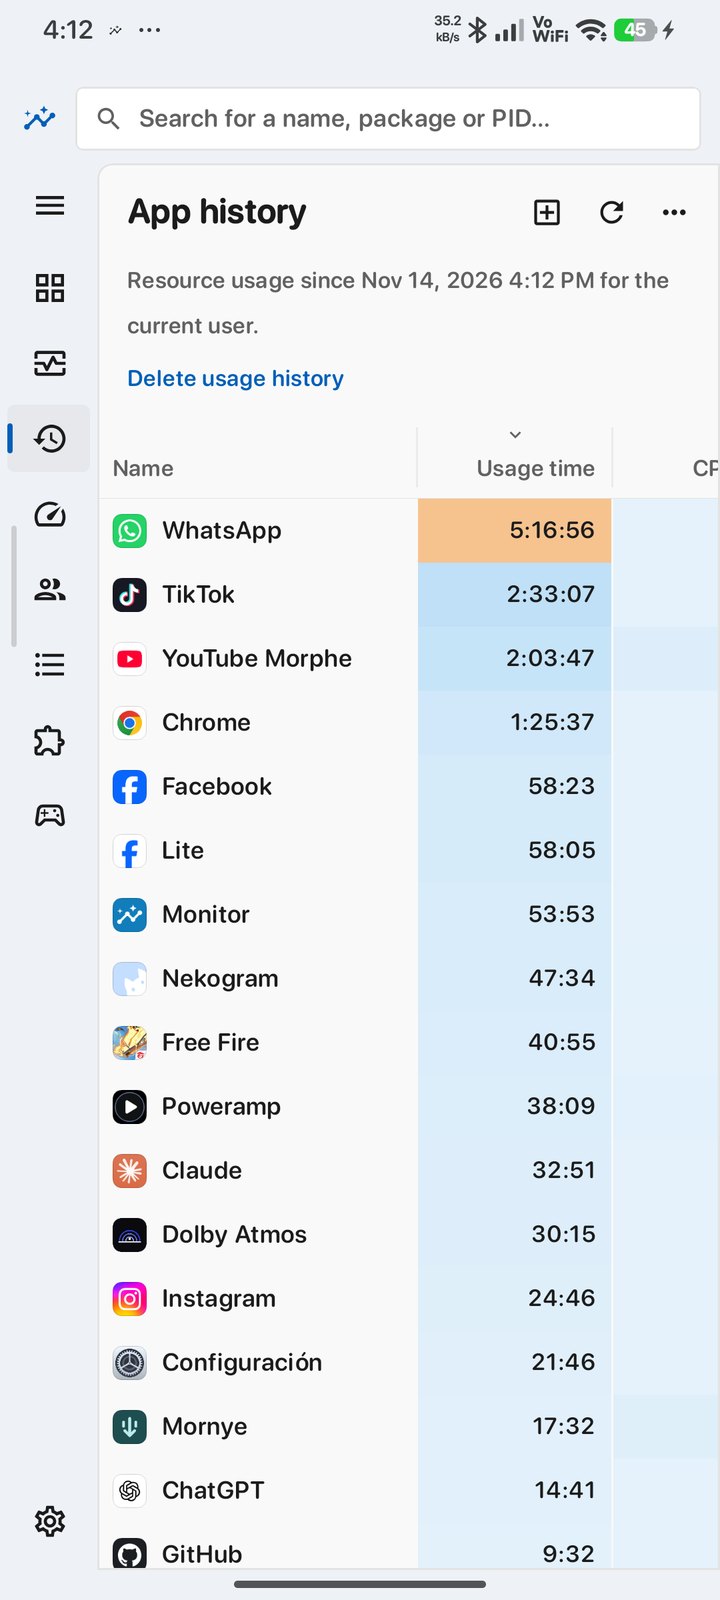 4:12
35.2
kB/s
Vo
WiFi
45
Search for a name, package or PID...
App history
Resource usage since Nov 14, 2026 4:12 PM for the
current user.
Delete usage history
Name Usage time CP
WhatsApp 5:16:56
TikTok 2:33:07
YouTube Morphe 2:03:47
Chrome 1:25:37
Facebook 58:23
Lite 58:05
Monitor 53:53
Nekogram 47:34
Free Fire 40:55
Poweramp 38:09
Claude 32:51
Dolby Atmos 30:15
Instagram 24:46
Configuración 21:46
Mornye 17:32
ChatGPT 14:41
GitHub 9:32